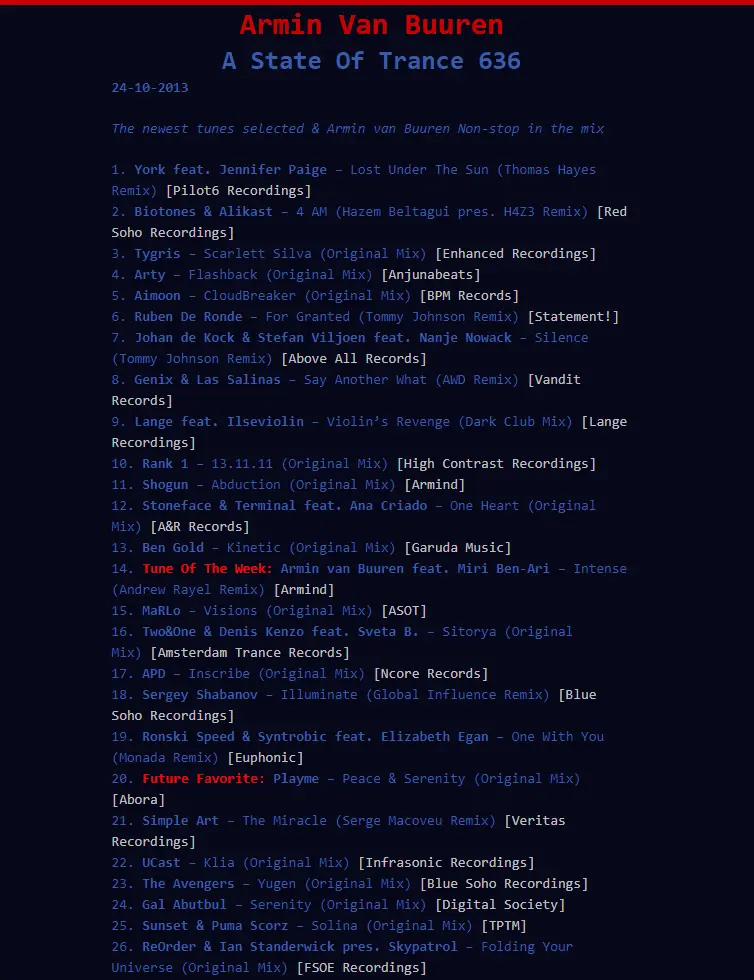 Armin Van Buuren
A State Of Trance 636
24-10-2013
The newest tunes selected & Armin van Buuren Non-stop in the mix
1. York feat. Jennifer Paige – Lost Under The Sun (Thomas Hayes
Remix) [Pilot6 Recordings]
2. Biotones & Alikast – 4 AM (Hazem Beltagui pres. H4Z3 Remix) [Red
Soho Recordings]
3. Tygris – Scarlett Silva (Original Mix) [Enhanced Recordings]
4. Arty – Flashback (Original Mix) [Anjunabeats]
5. Aimoon – CloudBreaker (Original Mix) [BPM Records]
6. Ruben De Ronde – For Granted (Tommy Johnson Remix) [Statement!]
7. Johan de Kock & Stefan Viljoen feat. Nanje Nowack – Silence
(Tommy Johnson Remix) [Above All Records]
8. Genix & Las Salinas – Say Another What (AWD Remix) [Vandit
Records]
9. Lange feat. Ilseviolin – Violin’s Revenge (Dark Club Mix) [Lange
Recordings]
10. Rank 1 – 13.11.11 (Original Mix) [High Contrast Recordings]
11. Shogun – Abduction (Original Mix) [Armind]
12. Stoneface & Terminal feat. Ana Criado – One Heart (Original
Mix) [A&R Records]
13. Ben Gold – Kinetic (Original Mix) [Garuda Music]
14. Tune Of The Week: Armin van Buuren feat. Miri Ben-Ari – Intense
(Andrew Rayel Remix) [Armind]
15. MaRLo – Visions (Original Mix) [ASOT]
16. Two&One & Denis Kenzo feat. Sveta B. – Sitorya (Original
Mix) [Amsterdam Trance Records]
17. APD – Inscribe (Original Mix) [Ncore Records]
18. Sergey Shabanov – Illuminate (Global Influence Remix) [Blue
Soho Recordings]
19. Ronski Speed & Syntrobic feat. Elizabeth Egan – One With You
(Monada Remix) [Euphonic]
20. Future Favorite: Playme – Peace & Serenity (Original Mix)
[Abora]
21. Simple Art – The Miracle (Serge Macoveu Remix) [Veritas
Recordings]
22. UCast – Klia (Original Mix) [Infrasonic Recordings]
23. The Avengers – Yugen (Original Mix) [Blue Soho Recordings]
24. Gal Abutbul – Serenity (Original Mix) [Digital Society]
25. Sunset & Puma Scorz – Solina (Original Mix) [TPTM]
26. ReOrder & Ian Standerwick pres. Skypatrol – Folding Your
Universe (Original Mix) [FSOE Recordings]